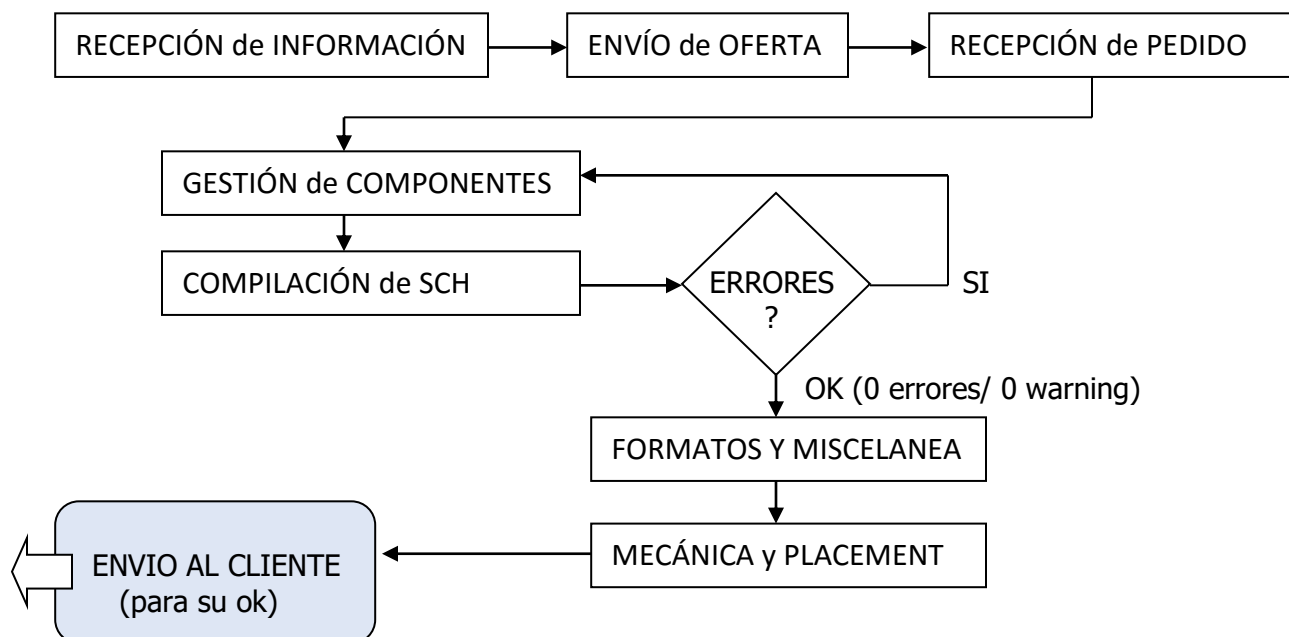 RECEPCIÓN de INFORMACIÓN
ENVÍO de OFERTA
RECEPCIÓN de PEDIDO
GESTIÓN de COMPONENTES
COMPILACIÓN de SCH
ERRORES
?
SI
OK (0 errores/ 0 warning)
FORMATOS Y MISCELANEA
MECÁNICA y PLACEMENT
ENVIO AL CLIENTE
(para su ok)